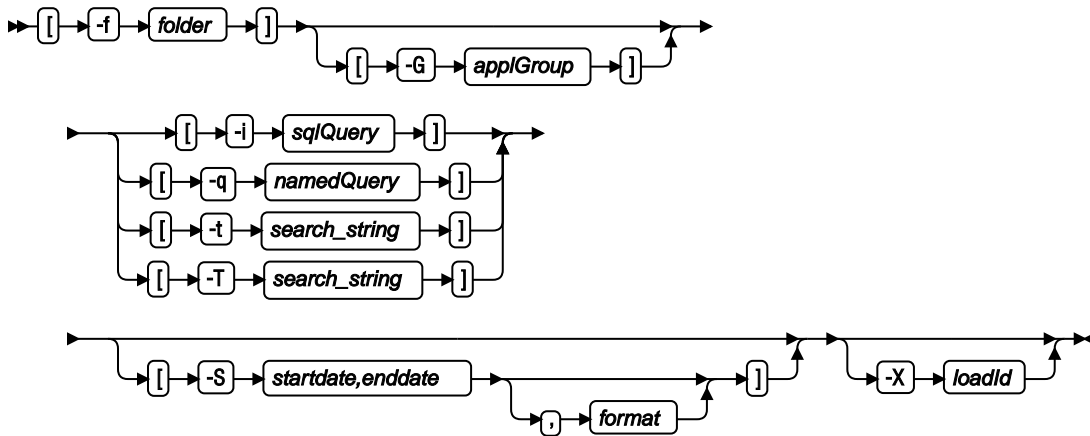 [ -f folder ]
[ -G applGroup ]
[ -i sqlQuery ]
[ -q namedQuery ]
[ -t search_string ]
[ -T search_string ]
[ -S startdate,enddate ]
-X loadId
, format